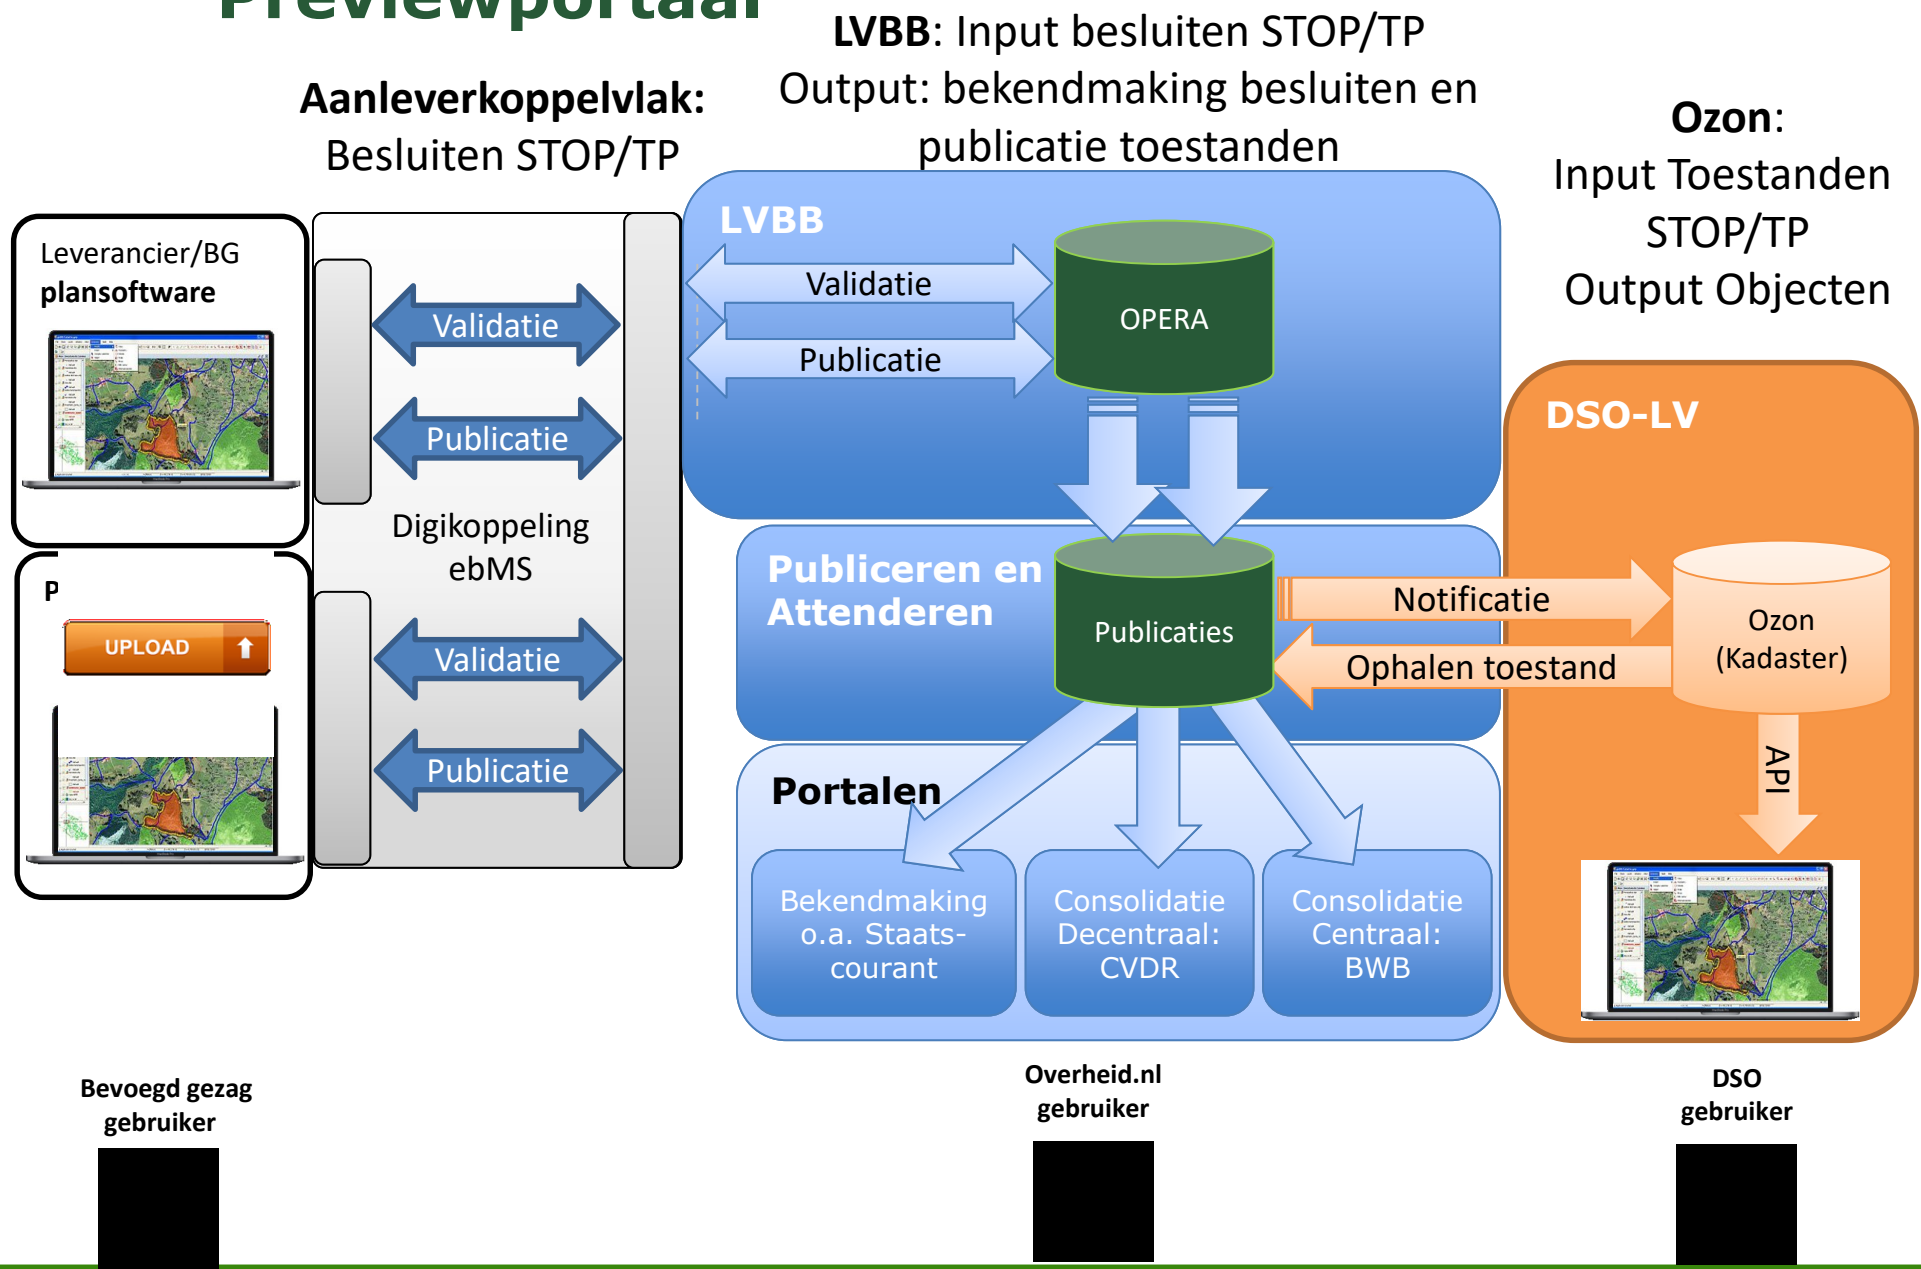 Previewportaal
LVBB: Input besluiten STOP/TP
Output: bekendmaking besluiten en
publicatie toestanden
Aanleverkoppelvlak:
Besluiten STOP/TP
Ozon:
Input Toestanden
STOP/TP
Output Objecten
Leverancier/BG
plansoftware
P
UPLOAD
Validatie
Publicatie
Digikoppeling
ebMS
Validatie
Publicatie
LVBB
Validatie
Publicatie
OPERA
Publiceren en
Attenderen
Publicaties
Notificatie
Ophalen toestand
DSO-LV
Ozon
(Kadaster)
API
Portalen
Bekendmaking
o.a. Staats-
courant
Consolidatie
Decentraal:
CVDR
Consolidatie
Centraal:
BWB
Bevoegd gezag
gebruiker
Overheid.nl
gebruiker
DSO
gebruiker